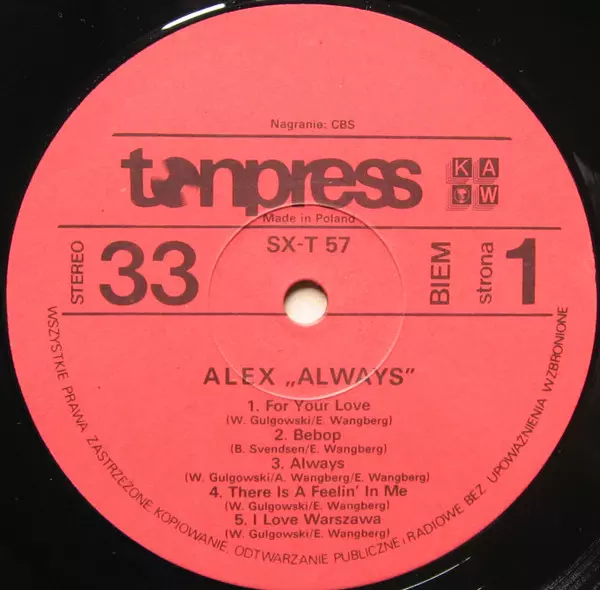 Nagranie: CBS
tonpress
K A
W
Made in Poland
SX-T 57
STEREO
33
BIEM
strona
1
ALEX „ALWAYS”
1. For Your Love
(W. Gulgowski/E. Wangberg)
2. Bebop
(B. Svendsen/E. Wangberg)
3. Always
(W. Gulgowski/A. Wangberg/E. Wangberg)
4. There Is A Feelin' In Me
(W. Gulgowski/E. Wangberg)
5. I Love Warszawa
(W. Gulgowski/E. Wangberg)
WSZYSTKIE PRAWA ZASTRZEŻONE. KOPIOWANIE, ODTWARZANIE PUBLICZNE i RADIOWE BEZ UPOWAŻNIENIA WZBRONIONE